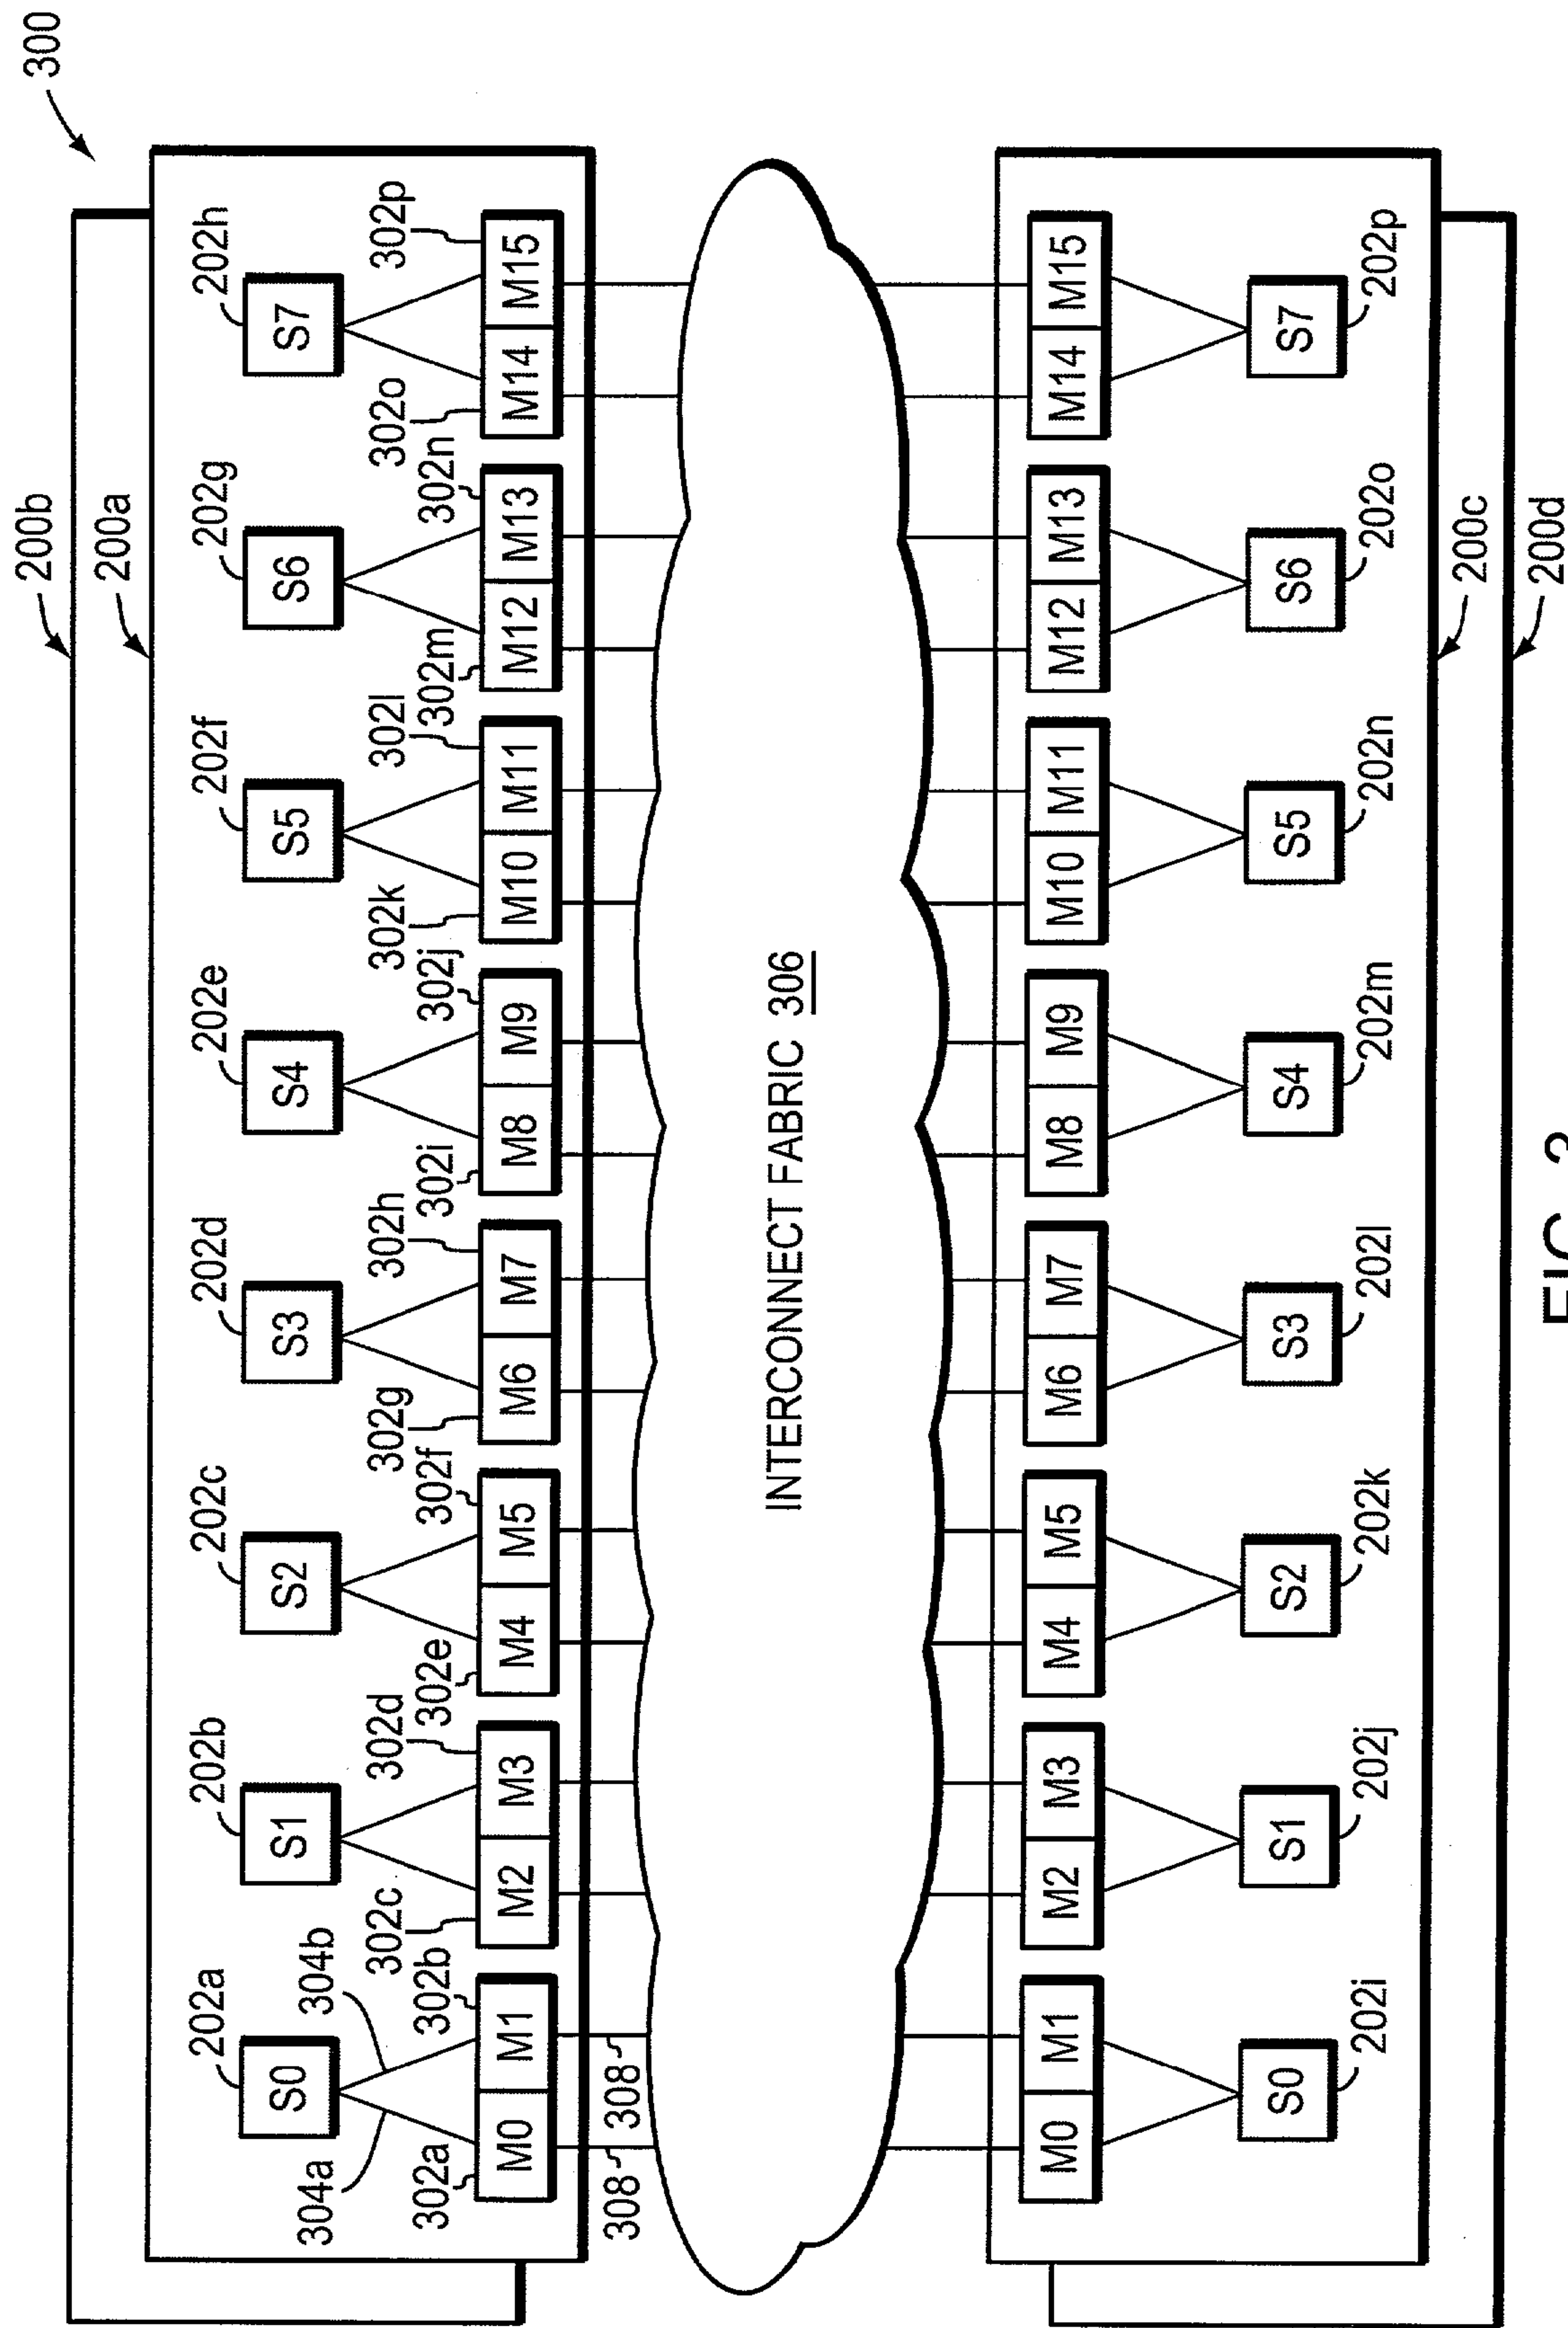 300
200b
200a
202a
202b
202c
202d
202e
202f
202g
202h
S0
S1
S2
S3
S4
S5
S6
S7
304a
304b
302a
302b
302c
302d
302e
302f
302g
302h
302i
302j
302k
302l
302m
302n
302o
302p
M0 M1
M2 M3
M4 M5
M6 M7
M8 M9
M10 M11
M12 M13
M14 M15
308
308
INTERCONNECT FABRIC 306
M0 M1
M2 M3
M4 M5
M6 M7
M8 M9
M10 M11
M12 M13
M14 M15
S0
S1
S2
S3
S4
S5
S6
S7
202i
202j
202k
202l
202m
202n
202o
202p
200c
200d
FIG. 3